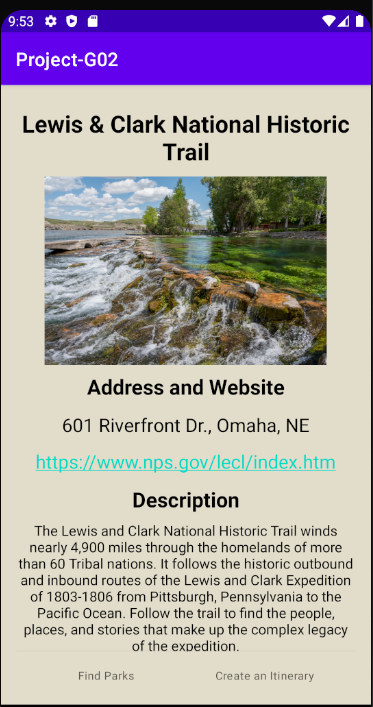 9:53
Project-G02
Lewis & Clark National Historic
Trail
Address and Website
601 Riverfront Dr., Omaha, NE
https://www.nps.gov/lecl/index.htm
Description
The Lewis and Clark National Historic Trail winds
nearly 4,900 miles through the homelands of more
than 60 Tribal nations. It follows the historic outbound
and inbound routes of the Lewis and Clark Expedition
of 1803-1806 from Pittsburgh, Pennsylvania to the
Pacific Ocean. Follow the trail to find the people,
places, and stories that make up the complex legacy
of the expedition.
Find Parks
Create an Itinerary